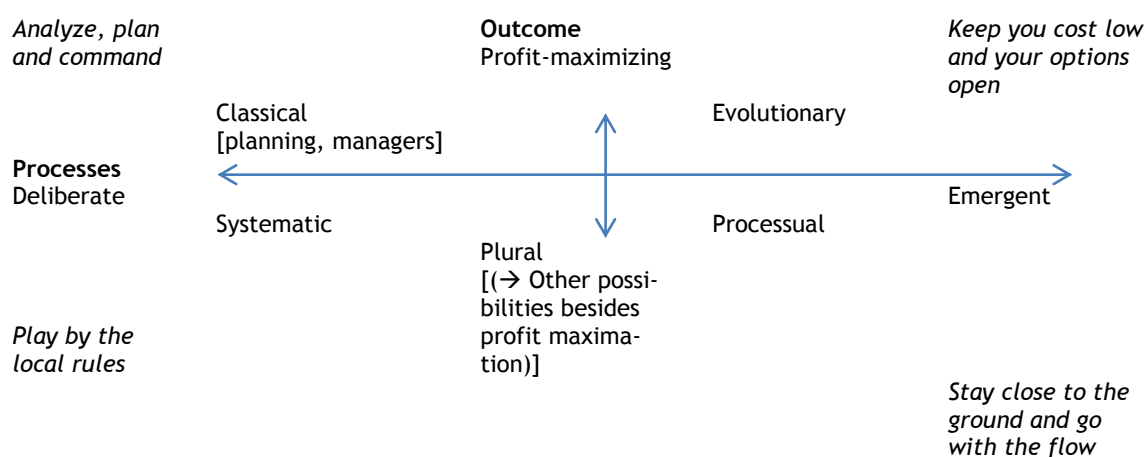 Analyze, plan
and command
Outcome
Profit-maximizing
Keep you cost low
and your options
open
Classical
[planning, managers]
Evolutionary
Processes
Deliberate
Emergent
Systematic
Processual
Plural
[(→ Other possi-
bilities besides
profit maxima-
tion)]
Play by the
local rules
Stay close to the
ground and go
with the flow